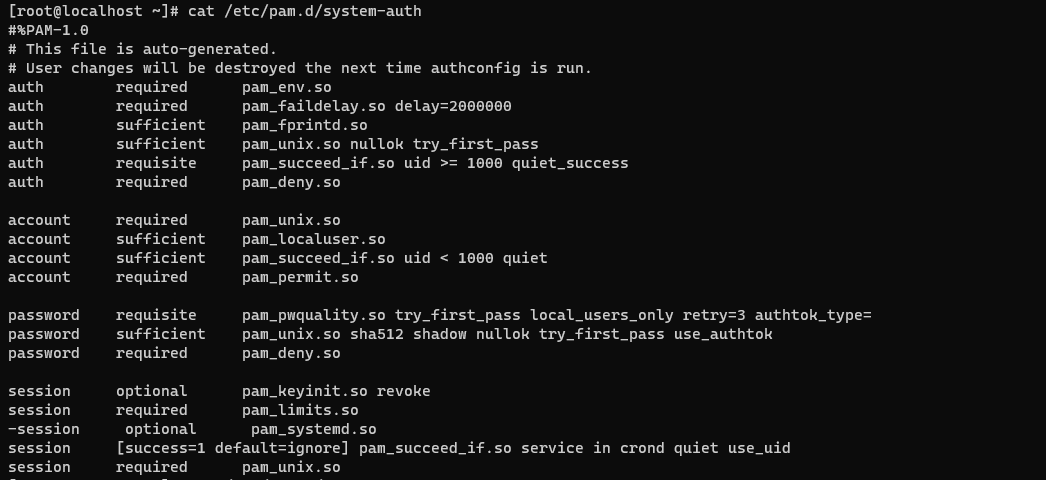 [root@localhost ~]# cat /etc/pam.d/system-auth
#%PAM-1.0
# This file is auto-generated.
# User changes will be destroyed the next time authconfig is run.
auth        required      pam_env.so
auth        required      pam_faildelay.so delay=2000000
auth        sufficient    pam_fprintd.so
auth        sufficient    pam_unix.so nullok try_first_pass
auth        requisite     pam_succeed_if.so uid >= 1000 quiet_success
auth        required      pam_deny.so

account     required      pam_unix.so
account     sufficient    pam_localuser.so
account     sufficient    pam_succeed_if.so uid < 1000 quiet
account     required      pam_permit.so

password    requisite     pam_pwquality.so try_first_pass local_users_only retry=3 authtok_type=
password    sufficient    pam_unix.so sha512 shadow nullok try_first_pass use_authtok
password    required      pam_deny.so

session     optional      pam_keyinit.so revoke
session     required      pam_limits.so
-session     optional      pam_systemd.so
session     [success=1 default=ignore] pam_succeed_if.so service in crond quiet use_uid
session     required      pam_unix.so